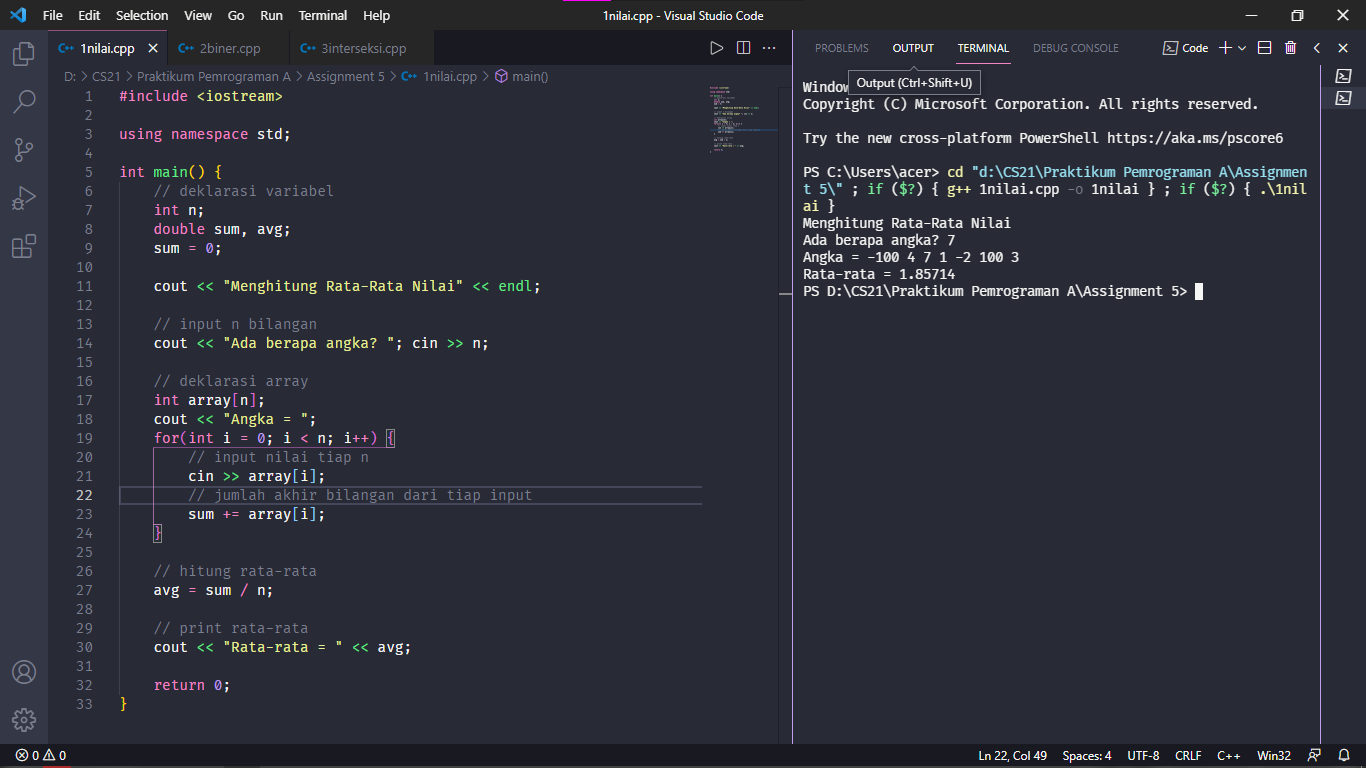 File Edit Selection View Go Run Terminal Help
1nilai.cpp - Visual Studio Code
1nilai.cpp 2biner.cpp 3interseksi.cpp
D: > CS21 > Praktikum Pemrograman A > Assignment 5 > 1nilai.cpp > main()
1 #include <iostream>
2
3 using namespace std;
4
5 int main() {
6 // deklarasi variabel
7 int n;
8 double sum, avg;
9 sum = 0;
10
11 cout << "Menghitung Rata-Rata Nilai" << endl;
12
13 // input n bilangan
14 cout << "Ada berapa angka? "; cin >> n;
15
16 // deklarasi array
17 int array[n];
18 cout << "Angka = ";
19 for(int i = 0; i < n; i++) {
20 // input nilai tiap n
21 cin >> array[i];
22 // jumlah akhir bilangan dari tiap input
23 sum += array[i];
24 }
25
26 // hitung rata-rata
27 avg = sum / n;
28
29 // print rata-rata
30 cout << "Rata-rata = " << avg;
31
32 return 0;
33 }
PROBLEMS OUTPUT TERMINAL DEBUG CONSOLE
Code
Output (Ctrl+Shift+U)
Copyright (C) Microsoft Corporation. All rights reserved.
Try the new cross-platform PowerShell https://aka.ms/pscore6
PS C:\Users\acer> cd "d:\CS21\Praktikum Pemrograman A\Assignmen
t 5\" ; if ($?) { g++ 1nilai.cpp -o 1nilai } ; if ($?) { .\1nil
ai }
Menghitung Rata-Rata Nilai
Ada berapa angka? 7
Angka = -100 4 7 1 -2 100 3
Rata-rata = 1.85714
PS D:\CS21\Praktikum Pemrograman A\Assignment 5>
0 0
Ln 22, Col 49 Spaces: 4 UTF-8 CRLF C++ Win32